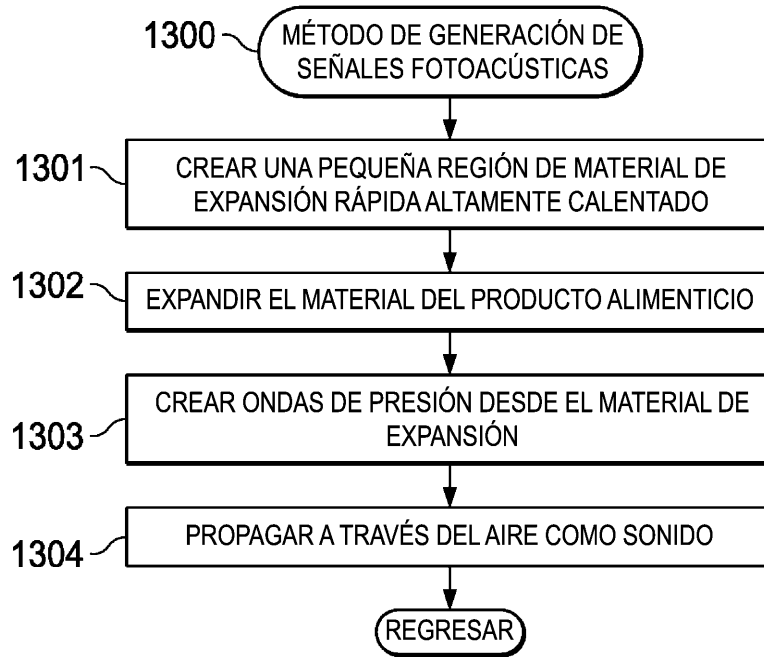 1300
MÉTODO DE GENERACIÓN DE
SEÑALES FOTOACÚSTICAS
1301
CREAR UNA PEQUEÑA REGIÓN DE MATERIAL DE
EXPANSIÓN RÁPIDA ALTAMENTE CALENTADO
1302
EXPANDIR EL MATERIAL DEL PRODUCTO ALIMENTICIO
1303
CREAR ONDAS DE PRESIÓN DESDE EL MATERIAL DE
EXPANSIÓN
1304
PROPAGAR A TRAVÉS DEL AIRE COMO SONIDO
REGRESAR